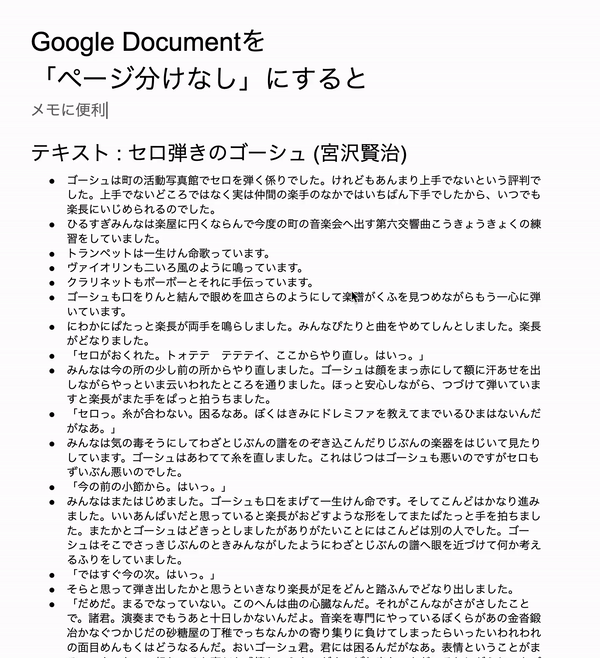 Google Documentを
「ページ分けなし」にすると
メモに便利
テキスト : セロ弾きのゴーシュ (宮沢賢治)
● ゴーシュは町の活動写真館でセロを弾く係りでした。けれどもあんまり上手でないという評判で
した。上手でないどころではなく実は仲間の楽手のなかではいちばん下手でしたから、いつでも
楽長にいじめられるのでした。
● ひるすぎみんなは楽屋に円くならんで今度の町の音楽会へ出す第六交響曲こうきょうきょくの練
習をしていました。
● トランペットは一生けん命歌っています。
● ヴァイオリンも二いろ風のように鳴っています。
● クラリネットもボーボーとそれに手伝っています。
● ゴーシュも口をりんと結んで眼めを皿さらのようにして楽譜がくふを見つめながらもう一心に弾
いています。
● にわかにぱたっと楽長が両手を鳴らしました。みんなぴたりと曲をやめてしんとしました。楽長
がどなりました。
● 「セロがおくれた。トォテテ　テテテイ、ここからやり直し。はいっ。」
● みんなは今の所の少し前の所からやり直しました。ゴーシュは顔をまっ赤にして額に汗あせを出
しながらやっといま云いわれたところを通りました。ほっと安心しながら、つづけて弾いていま
すと楽長がまた手をぱっと拍うちました。
● 「セロっ。糸が合わない。困るなあ。ぼくはきみにドレミファを教えてまでいるひまはないんだ
がなあ。」
● みんなは気の毒そうにしてわざとじぶんの譜をのぞき込こんだりじぶんの楽器をはじいて見たり
しています。ゴーシュはあわてて糸を直しました。これはじつはゴーシュも悪いのですがセロも
ずいぶん悪いのでした。
● 「今の前の小節から。はいっ。」
● みんなはまたはじめました。ゴーシュも口をまげて一生けん命です。そしてこんどはかなり進み
ました。いいあんばいだと思っていると楽長がおどすような形をしてまたぱたっと手を拍ちまし
た。またかとゴーシュはどきっとしましたがありがたいことにはこんどは別の人でした。ゴー
シュはそこでさっきじぶんのときみんながしたようにわざとじぶんの譜へ眼を近づけて何か考え
るふりをしていました。
● 「ではすぐ今の次。はいっ。」
● そらと思って弾き出したかと思うといきなり楽長が足をどんと踏ふんでどなり出しました。
● 「だめだ。まるでなっていない。このへんは曲の心臓なんだ。それがこんながさがさしたこと
で。諸君。演奏までもうあと十日しかないんだよ。音楽を専門にやっているぼくらがあの金沓鍛
冶かなぐつかじだの砂糖屋の丁稚でっちなんかの寄り集りに負けてしまったらいったいわれわれ
の面目めんもくはどうなるんだ。おいゴーシュ君。君には困るんだがなあ。表情ということがま